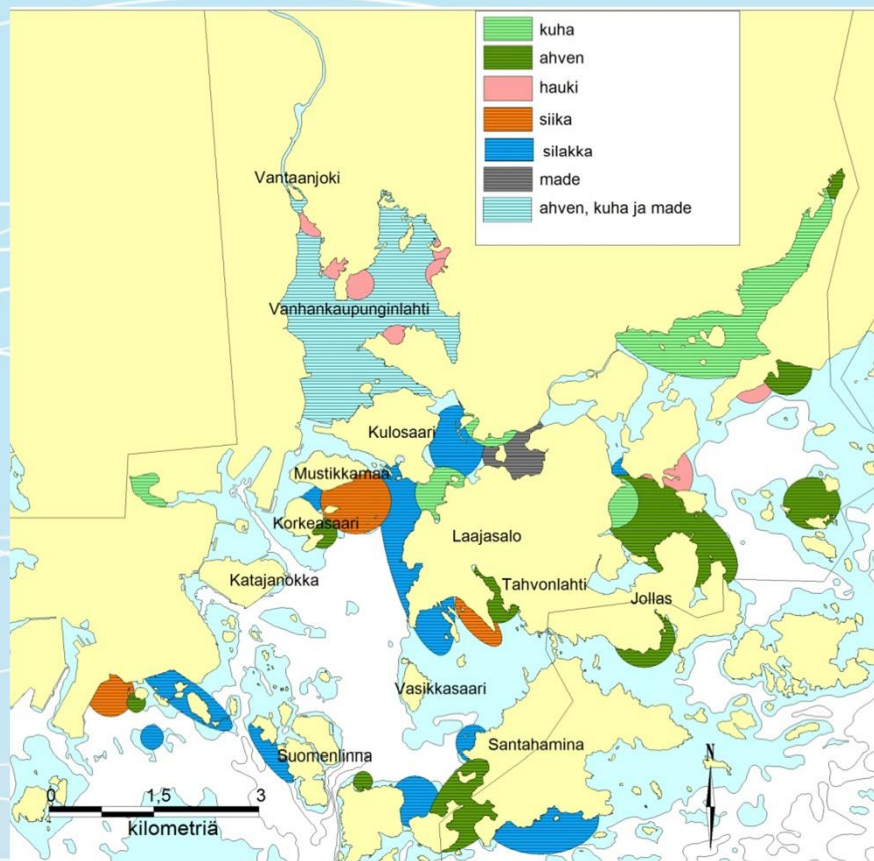 kuha
ahven
hauki
siika
silakka
made
ahven, kuha ja made
Vantaanjoki
Vanhankaupunginlahti
Kulosaari
Mustikkamaa
Korkeasaari
Laajasalo
Katajanokka
Tahvonlahti
Jollas
Vasikkasaari
Santahamina
Suomenlinna
N
0 1,5 3
kilometriä